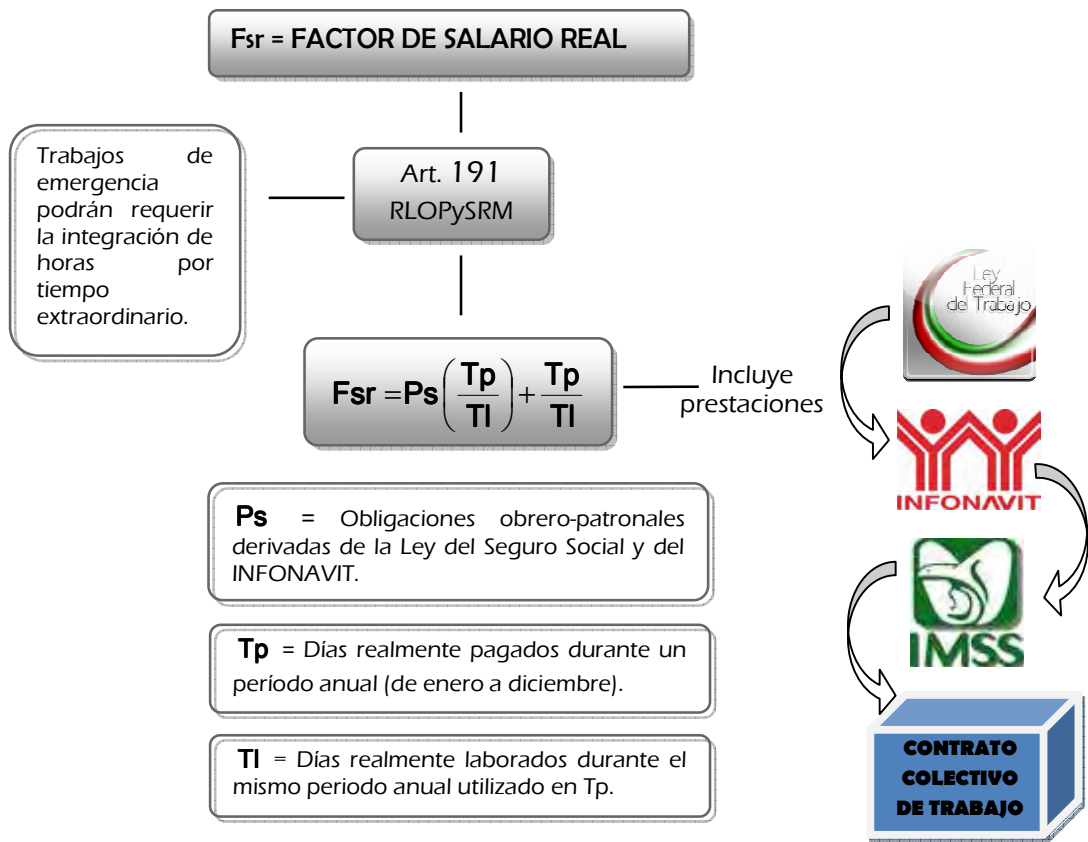 Fsr = FACTOR DE SALARIO REAL
Trabajos de
emergencia
podrán requerir
la integración de
horas por
tiempo
extraordinario.
Art. 191
RLOPySRM
Fsr = Ps (Tp/Tl) + Tp/Tl
Incluye
prestaciones
Ley
Federal
del Trabajo
INFONAVIT
IMSS
CONTRATO
COLECTIVO
DE TRABAJO
Ps = Obligaciones obrero-patronales
derivadas de la Ley del Seguro Social y del
INFONAVIT.
Tp = Días realmente pagados durante un
período anual (de enero a diciembre).
Tl = Días realmente laborados durante el
mismo periodo anual utilizado en Tp.